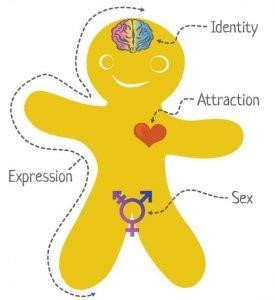 Identity
Attraction
Expression
Sex